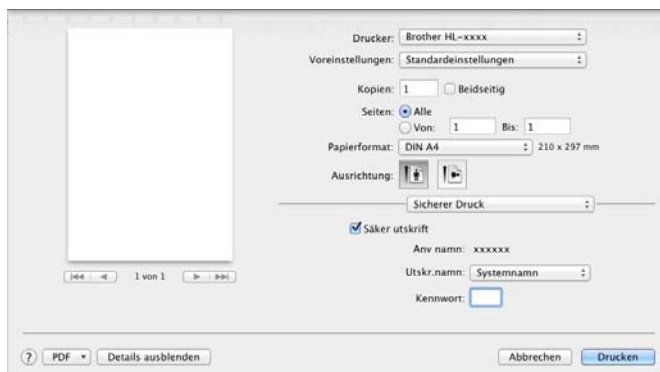 Drucker: Brother HL-xxxx
Voreinstellungen: Standardeinstellungen
Kopien: 1 Beidseitig
Seiten: Alle
Von: 1 Bis: 1
Papierformat: DIN A4 210 x 297 mm
Ausrichtung:
Sicherer Druck
Säker utskrift
Anv namn: xxxxxx
Utskr.namn: Systemnamn
Kennwort:
1 von 1
? PDF Details ausblenden Abbrechen Drucken